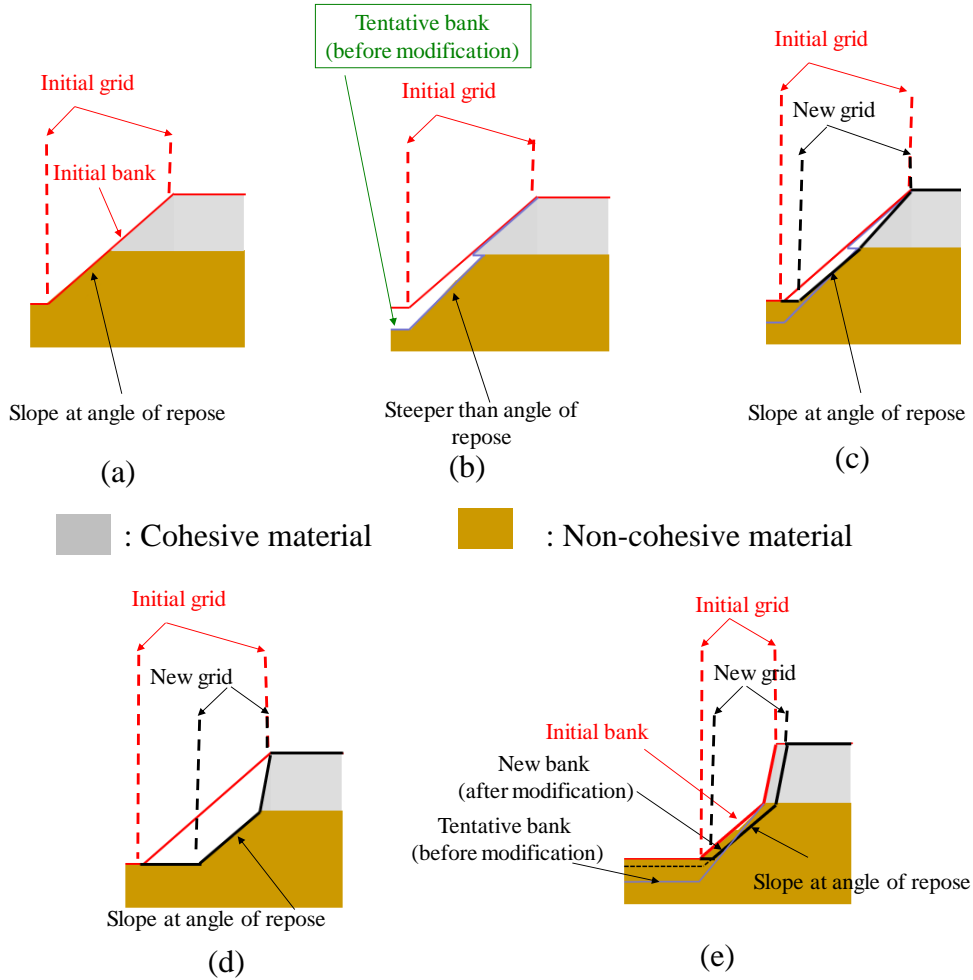 Initial grid
Initial bank
Slope at angle of repose
(a)
Tentative bank
(before modification)
Initial grid
Steeper than angle of
repose
(b)
Initial grid
New grid
Slope at angle of repose
(c)
: Cohesive material
: Non-cohesive material
Initial grid
New grid
Slope at angle of repose
(d)
Initial grid
New grid
Initial bank
New bank
(after modification)
Tentative bank
(before modification)
Slope at angle of repose
(e)